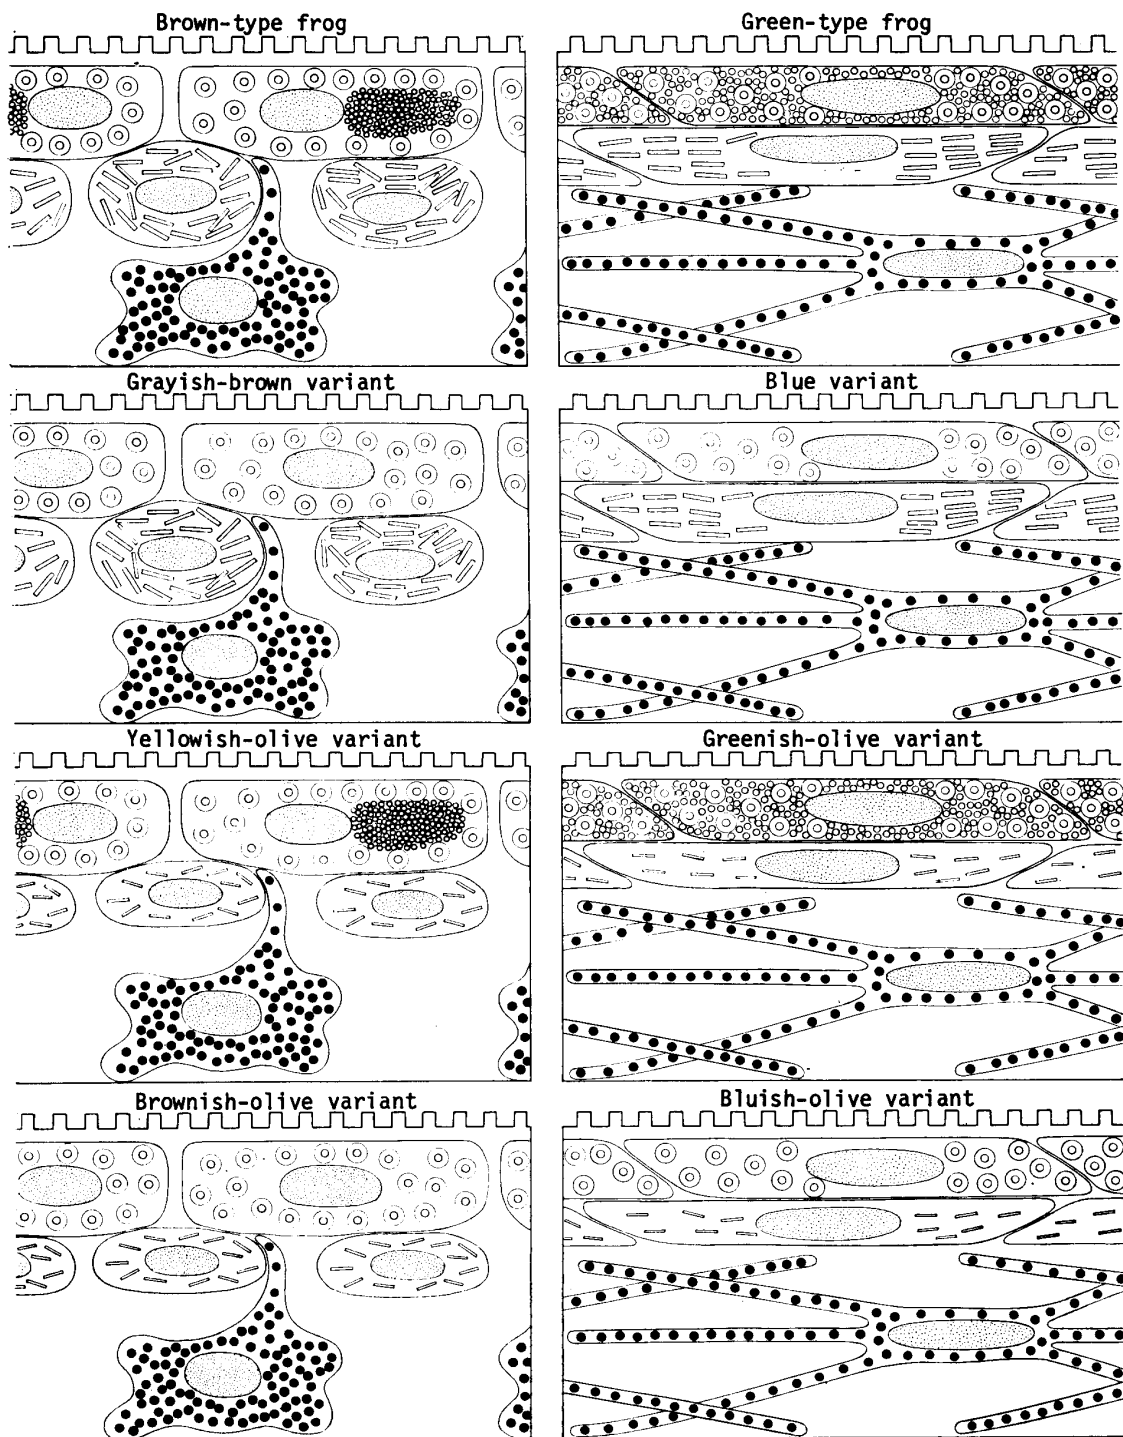 Brown-type frog
Green-type frog
Grayish-brown variant
Blue variant
Yellowish-olive variant
Greenish-olive variant
Brownish-olive variant
Bluish-olive variant